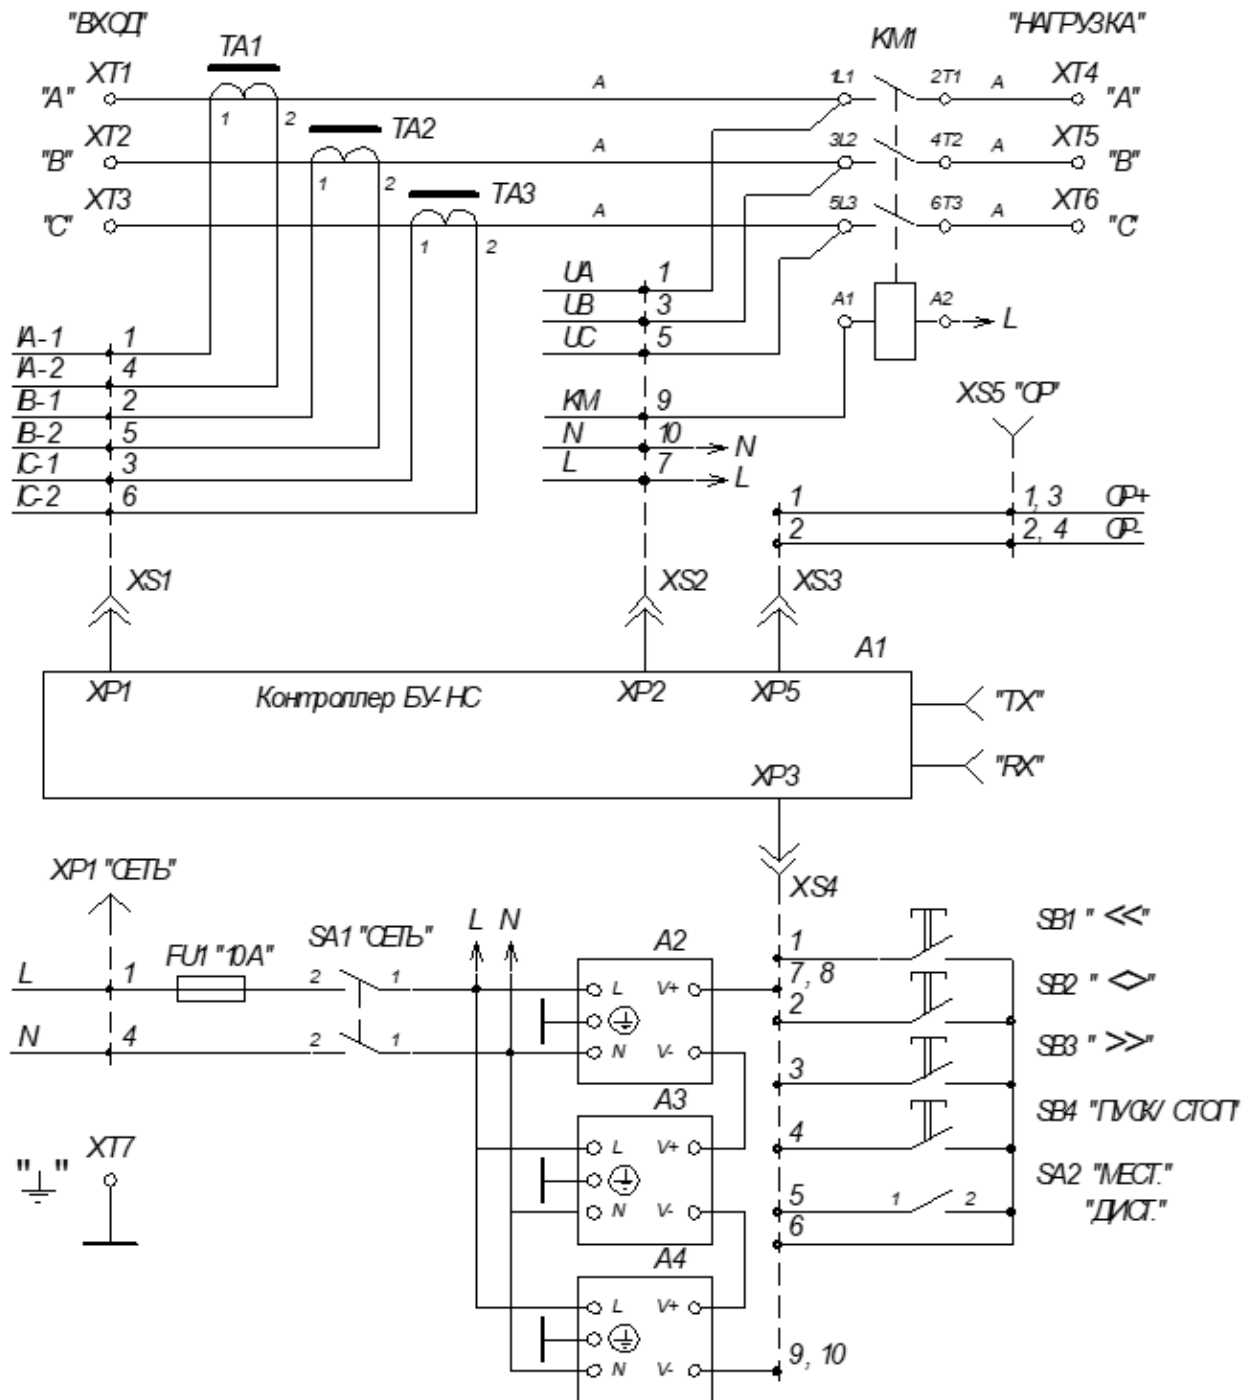 "ВХОД"
"НАГРУЗКА"
TA1
KM1
XT1
1L1
2T1
A
A
XT4
"A"
"A"
1
2
XT2
TA2
3L2
4T2
A
A
XT5
"B"
"B"
1
2
XT3
TA3
5L3
6T3
A
A
XT6
"C"
"C"
1
2
UA
1
UB
3
A1
A2
L
UC
5
IA-1
1
IA-2
4
IB-1
2
KM
9
XS5 "OP"
IB-2
5
N
10
N
IC-1
3
L
7
L
IC-2
6
1
1, 3
OP+
2
2, 4
OP-
XS1
XS2
XS3
A1
XP1
Контроллер БУ-НС
XP2
XP5
"TX"
XP3
"RX"
XP1 "СЕТЬ"
XS4
SB1 "<<"
FU1 "10A"
SA1 "СЕТЬ"
L
N
A2
1
L
1
2
1
L
V+
7, 8
SB2 "<>"
2
N
4
2
1
N
V-
SB3 ">>"
3
A3
SB4 "ПУСК/ СТОП"
XT7
L
V+
4
"⏚"
SA2 "МЕСТ."
"ДИСТ."
N
V-
5
1
2
6
A4
L
V+
N
V-
9, 10